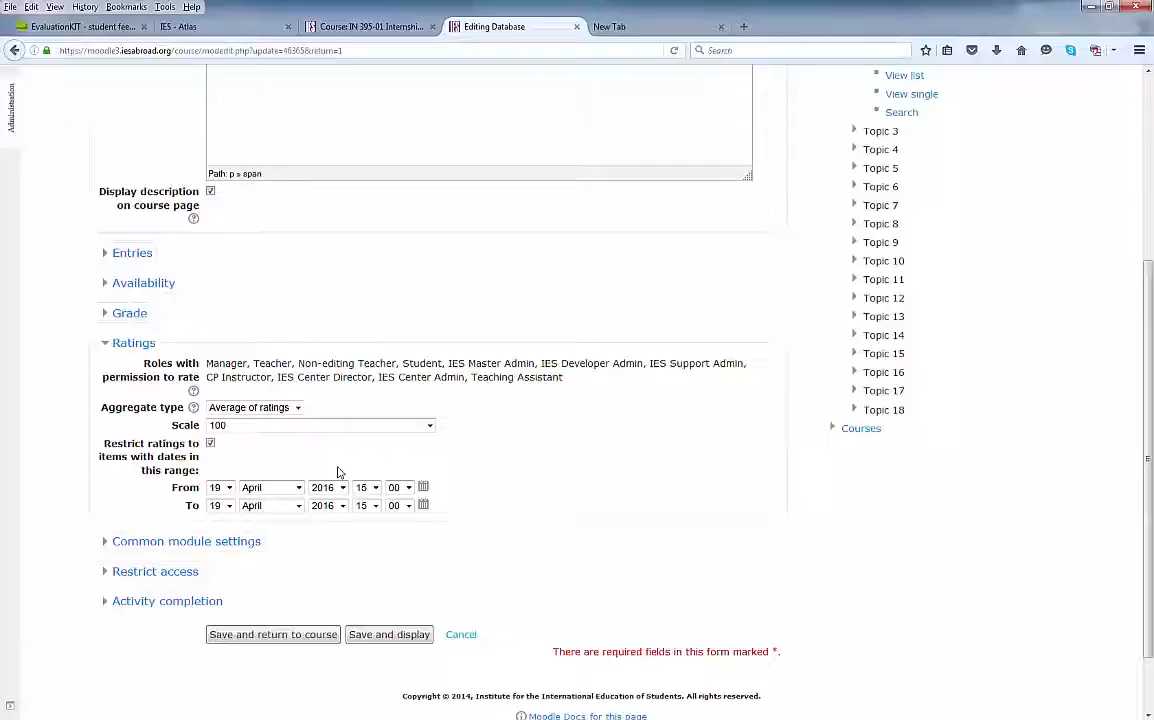 File Edit View History Bookmarks Tools Help
EvaluationKIT - student fee... × IES - Atlas × Course: IN 395-01 Internshi... × Editing Database × New Tab × +
https://moodle3.iesabroad.org/course/modedit.php?update=46365&return=1 Search
Administration
View list
View single
Search
Topic 3
Topic 4
Topic 5
Topic 6
Topic 7
Topic 8
Topic 9
Topic 10
Topic 11
Topic 12
Topic 13
Topic 14
Topic 15
Topic 16
Topic 17
Topic 18
Courses
Path: p » span
Display description
on course page
Entries
Availability
Grade
Ratings
Roles with Manager, Teacher, Non-editing Teacher, Student, IES Master Admin, IES Developer Admin, IES Support Admin,
permission to rate CP Instructor, IES Center Director, IES Center Admin, Teaching Assistant
Aggregate type Average of ratings
Scale 100
Restrict ratings to
items with dates in
this range:
From 19 April 2016 15 00
To 19 April 2016 15 00
Common module settings
Restrict access
Activity completion
Save and return to course Save and display Cancel
There are required fields in this form marked *.
Copyright © 2014, Institute for the International Education of Students. All rights reserved.
Moodle Docs for this page